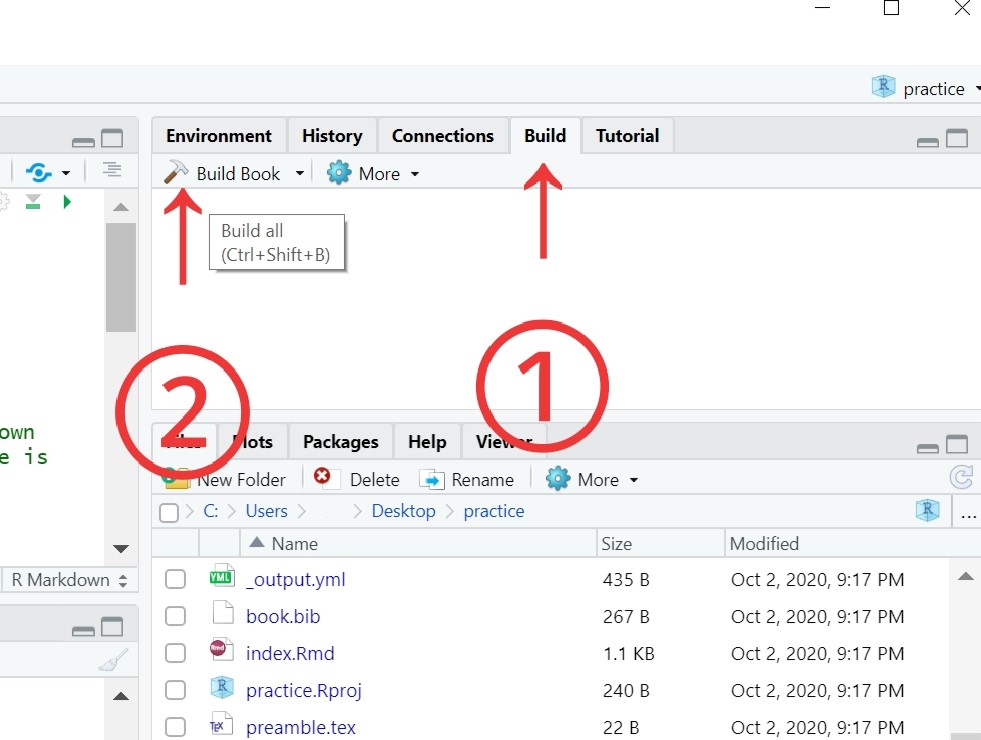 practice
Environment
History
Connections
Build
Tutorial
Build Book
More
Build all
(Ctrl+Shift+B)
1
2
own
e is
Plots
Packages
Help
Viewer
New Folder
Delete
Rename
More
C:
Users
Desktop
practice
...
Name
Size
Modified
R Markdown
YML
_output.yml
435 B
Oct 2, 2020, 9:17 PM
book.bib
267 B
Oct 2, 2020, 9:17 PM
Rmd
index.Rmd
1.1 KB
Oct 2, 2020, 9:17 PM
R
practice.Rproj
240 B
Oct 2, 2020, 9:17 PM
TEX
preamble.tex
22 B
Oct 2, 2020, 9:17 PM